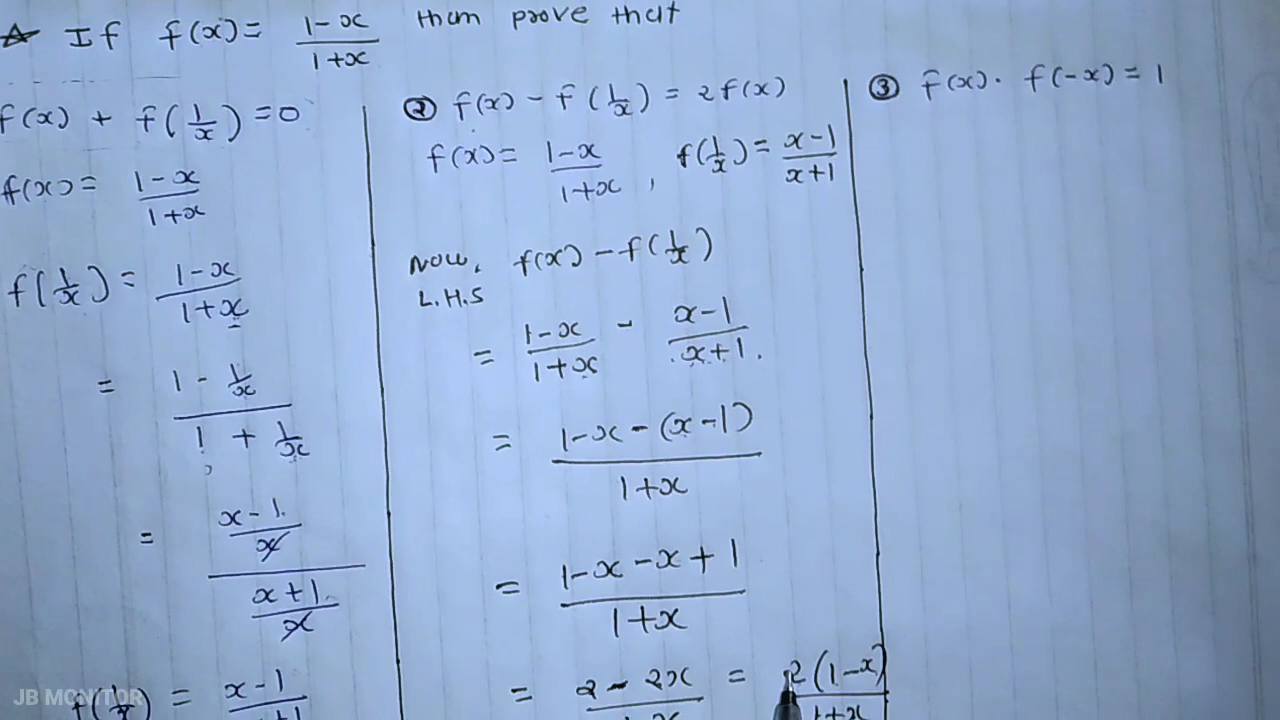 ☆ If f(x) = (1-x)/(1+x) then prove that
f(x) + f(1/x) = 0
f(x) = (1-x)/(1+x)
f(1/x) = (1-x)/(1+x)
= (1 - 1/x)/(1 + 1/x)
= ((x-1)/x)/((x+1)/x)
f(1/x) = (x-1)/(x+1)
② f(x) - f(1/x) = 2f(x)
f(x) = (1-x)/(1+x) , f(1/x) = (x-1)/(x+1)
Now, f(x) - f(1/x)
L.H.S
= (1-x)/(1+x) - (x-1)/(x+1).
= (1-x-(x-1))/(1+x)
= (1-x-x+1)/(1+x)
= (2-2x)/(1+x) = 2(1-x)/(1+x)
③ f(x) · f(-x) = 1
JB MONITOR